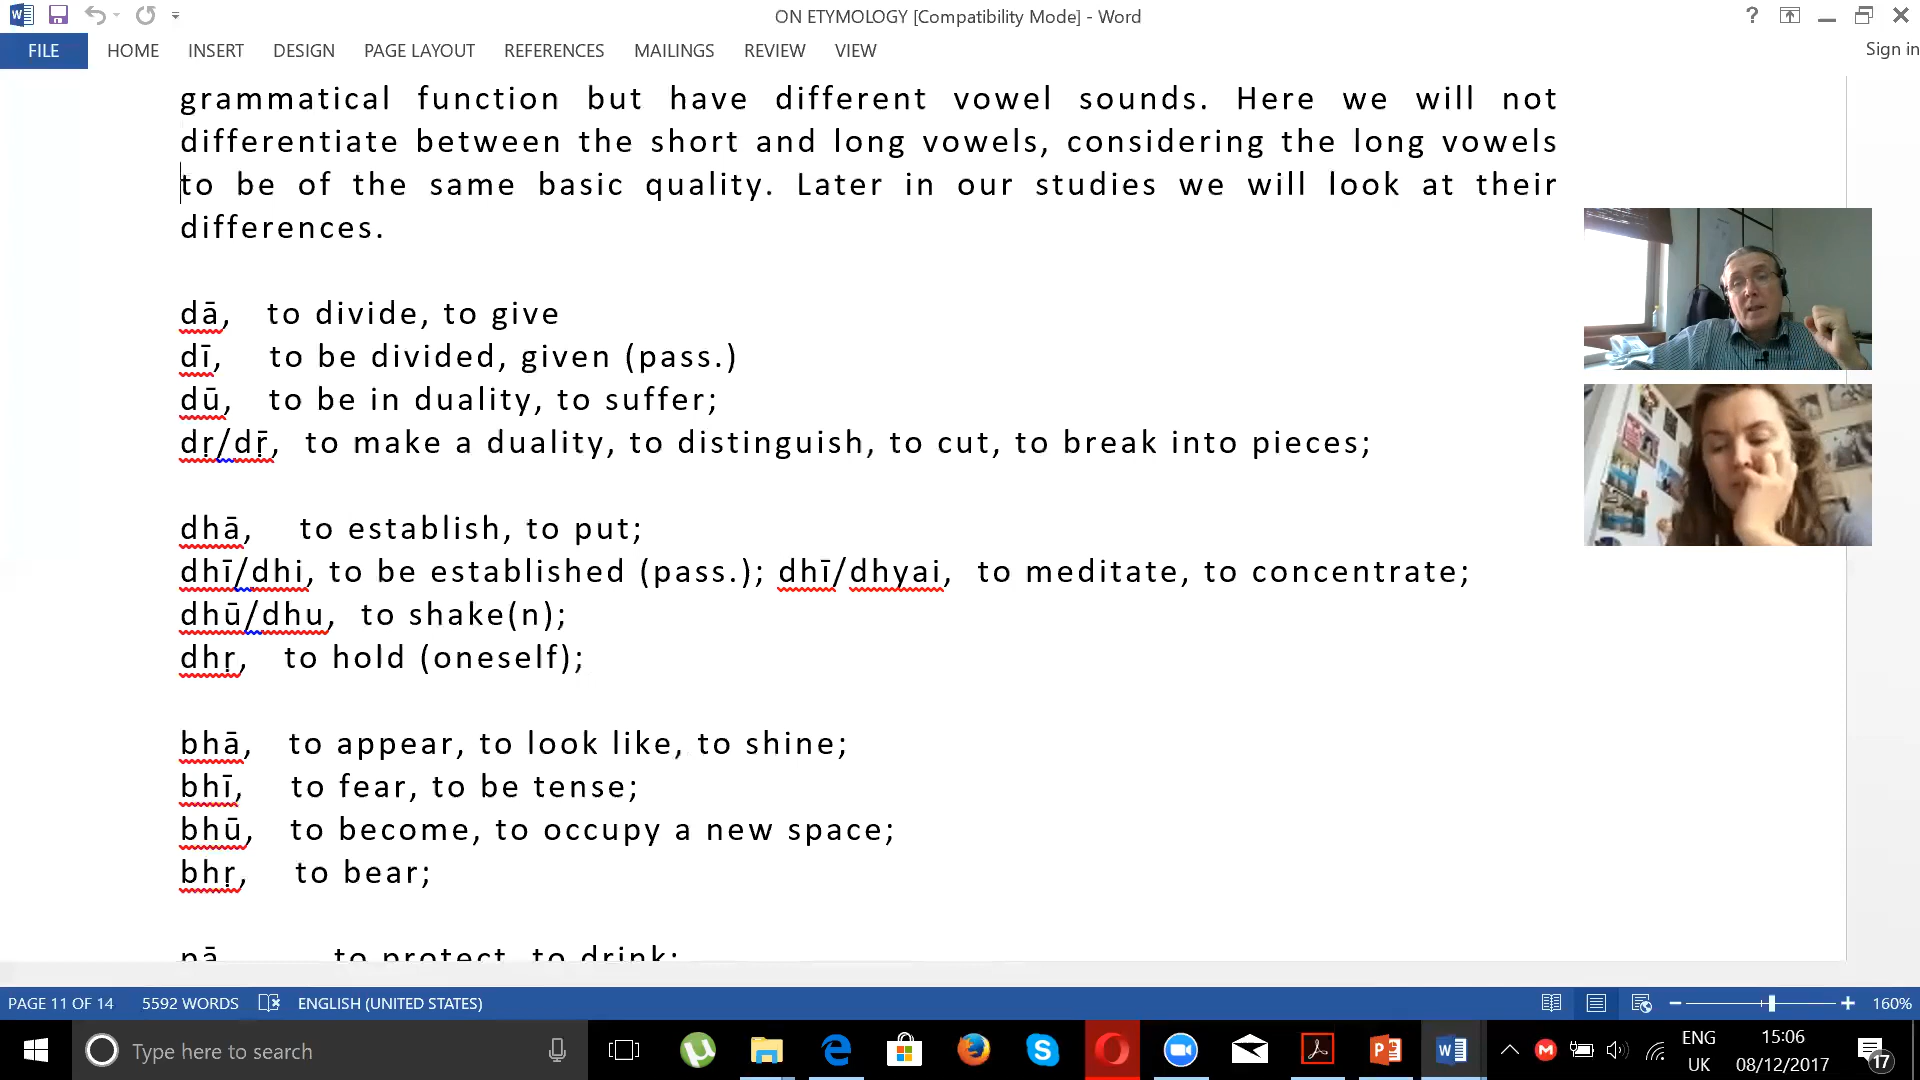 ON ETYMOLOGY [Compatibility Mode] - Word
FILE HOME INSERT DESIGN PAGE LAYOUT REFERENCES MAILINGS REVIEW VIEW Sign in
grammatical function but have different vowel sounds. Here we will not
differentiate between the short and long vowels, considering the long vowels
to be of the same basic quality. Later in our studies we will look at their
differences.
dā, to divide, to give
dī, to be divided, given (pass.)
dū, to be in duality, to suffer;
dṛ/dṝ, to make a duality, to distinguish, to cut, to break into pieces;
dhā, to establish, to put;
dhī/dhi, to be established (pass.); dhī/dhyai, to meditate, to concentrate;
dhū/dhu, to shake(n);
dhṛ, to hold (oneself);
bhā, to appear, to look like, to shine;
bhī, to fear, to be tense;
bhū, to become, to occupy a new space;
bhṛ, to bear;
pā to protect, to drink;
PAGE 11 OF 14 5592 WORDS ENGLISH (UNITED STATES) 160%
Type here to search ENG 15:06
UK 08/12/2017 17